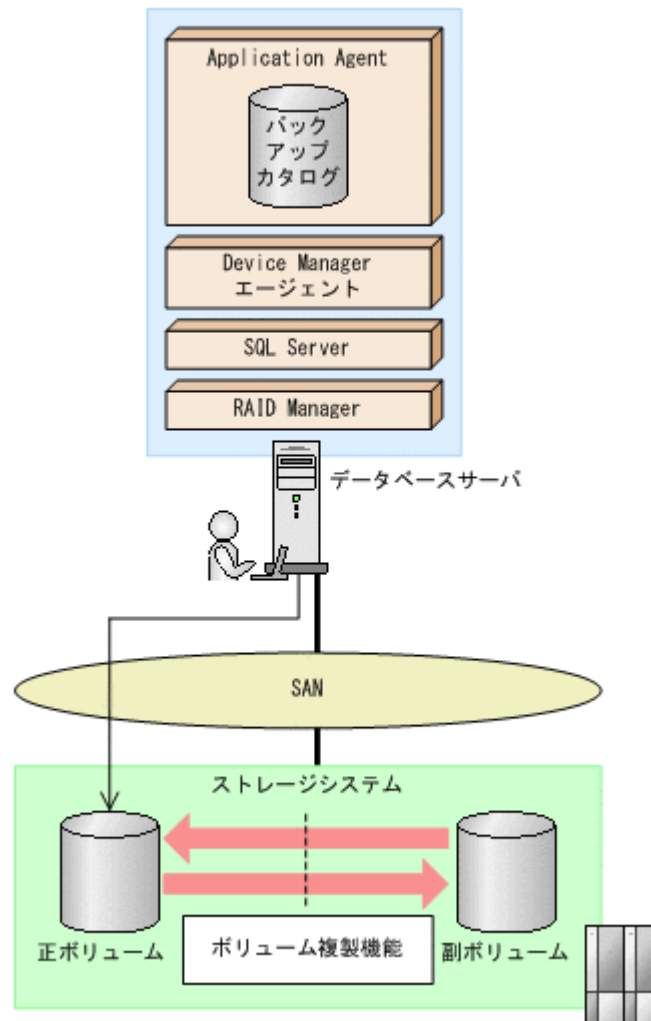 Application Agent
バック
アップ
カタログ
Device Manager
エージェント
SQL Server
RAID Manager
データベースサーバ
SAN
ストレージシステム
正ボリューム
ボリューム複製機能
副ボリューム